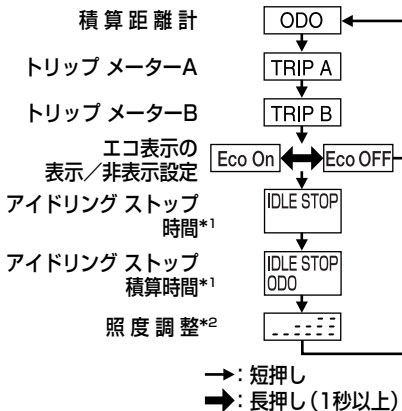 積算距離計 ODO
トリップ メーターA TRIP A
トリップ メーターB TRIP B
エコ表示の
表示／非表示設定 Eco On Eco OFF
アイドリング ストップ IDLE STOP
時間*1
アイドリング ストップ IDLE STOP
積算時間*1 ODO
照度調整*2
：短押し
：長押し（1秒以上）